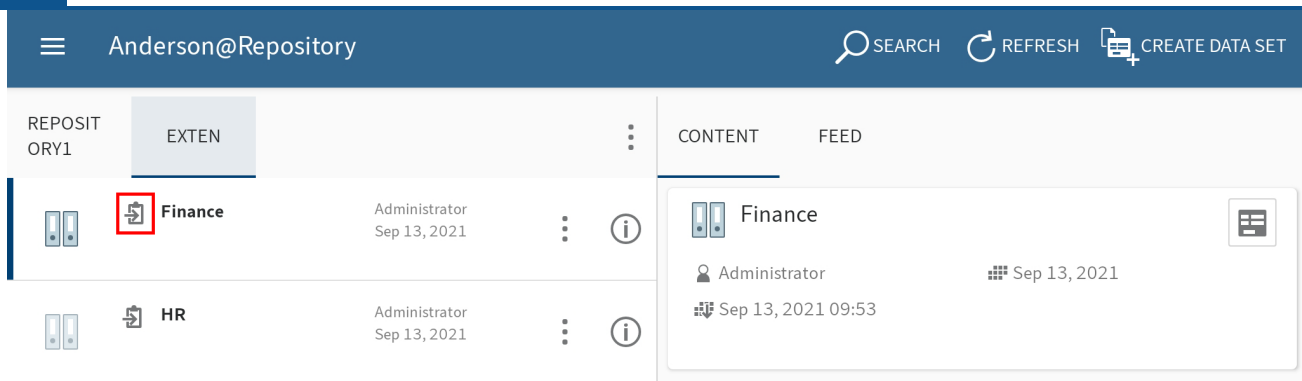 Anderson@Repository
SEARCH
REFRESH
CREATE DATA SET
REPOSIT
ORY1
EXTEN
CONTENT
FEED
Finance
Administrator
Sep 13, 2021
HR
Administrator
Sep 13, 2021
Finance
Administrator
Sep 13, 2021
Sep 13, 2021 09:53